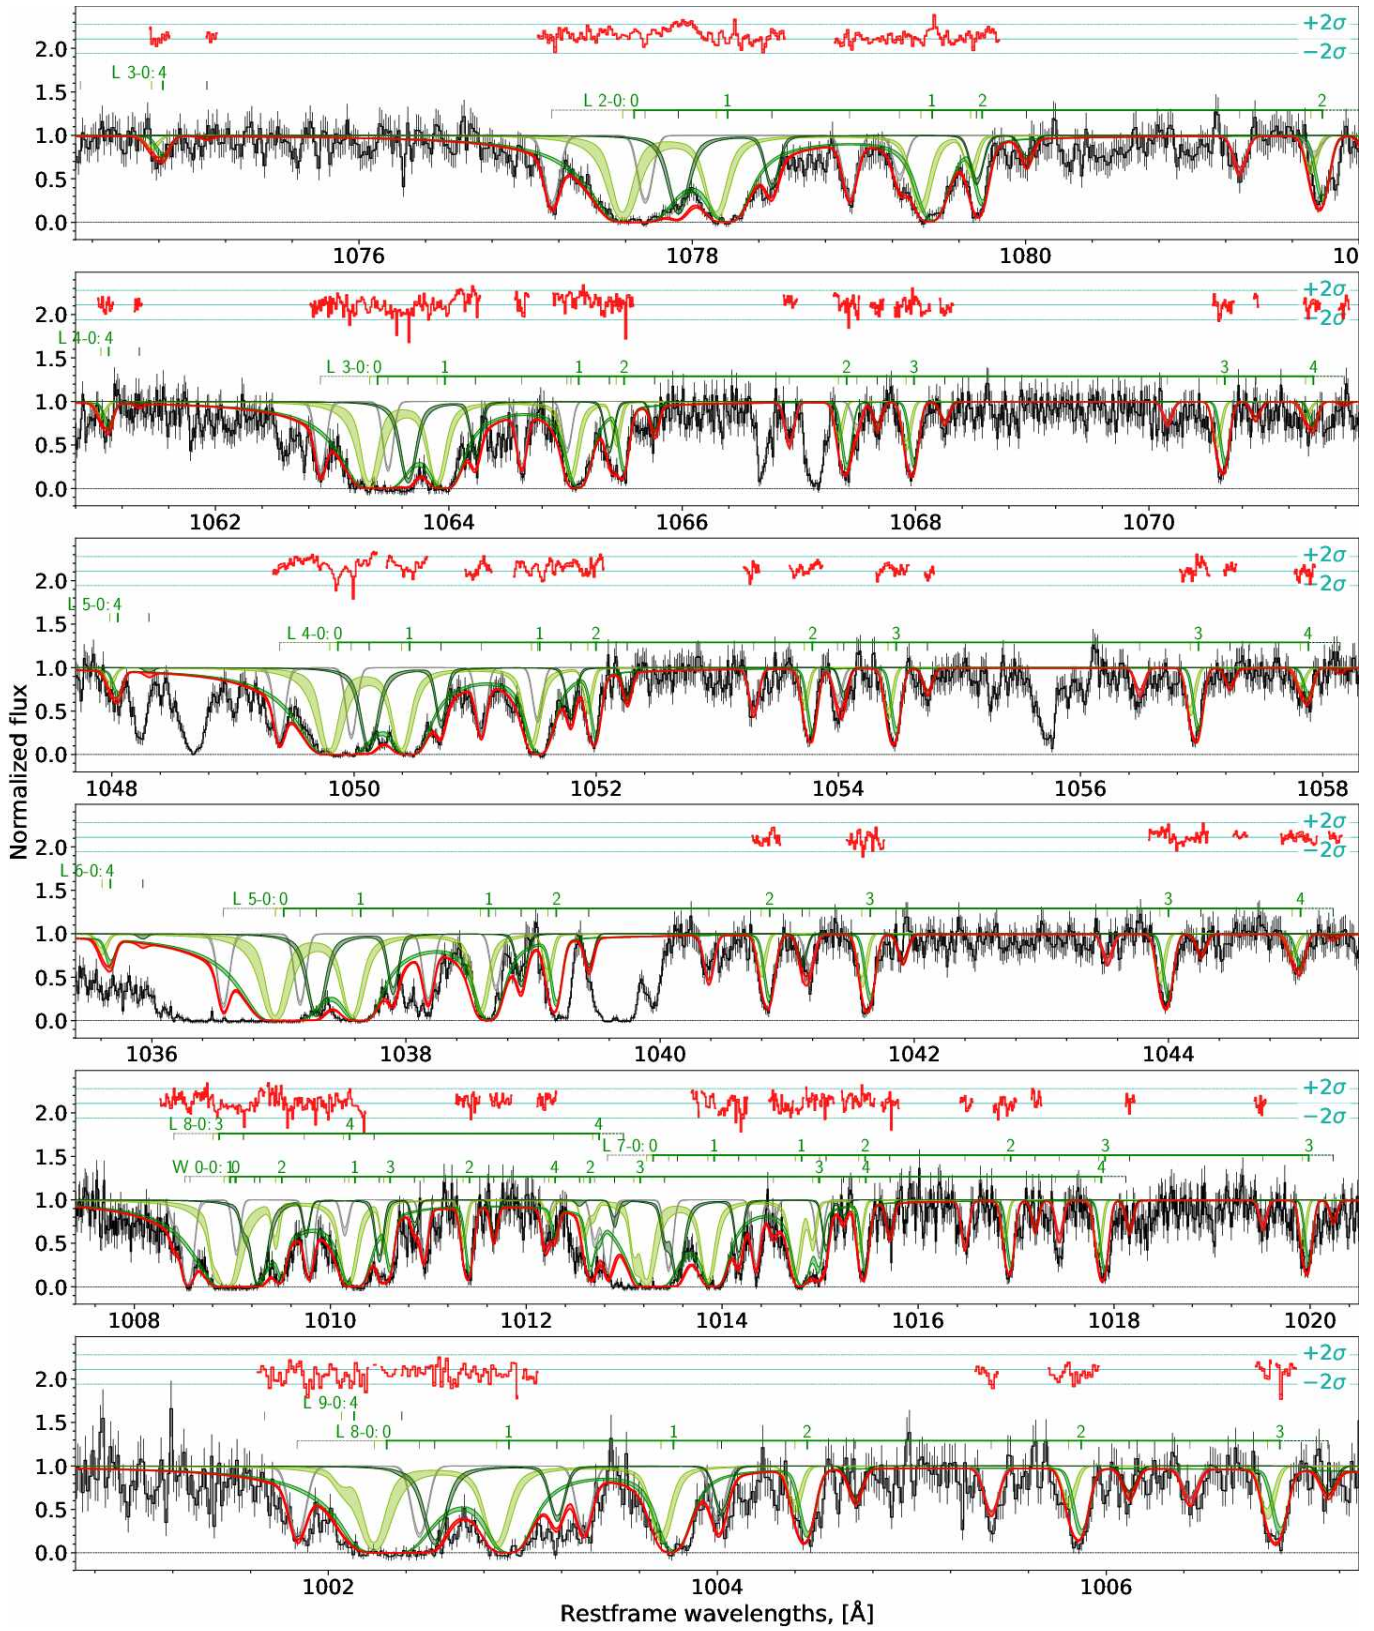 +2σ
2.0
−2σ
L 3-0: 4
1.5
L 2-0: 0 1 1 2 2
1.0
0.5
0.0
1076 1078 1080 10
+2σ
2.0
−2σ
L 4-0: 4
1.5
L 3-0: 0 1 1 2 2 3 3 4
1.0
0.5
0.0
1062 1064 1066 1068 1070
+2σ
2.0
−2σ
L 5-0: 4
1.5
L 4-0: 0 1 1 2 2 3 3 4
1.0
0.5
0.0
1048 1050 1052 1054 1056 1058
Normalized flux
+2σ
2.0
−2σ
L 6-0: 4
1.5
L 5-0: 0 1 1 2 2 3 3 4
1.0
0.5
0.0
1036 1038 1040 1042 1044
+2σ
2.0
−2σ
L 8-0: 3 4 4
1.5
L 7-0: 0 1 1 2 2 3 3
W 0-0: 1 0 2 1 3 2 4 2 3 3 4 4
1.0
0.5
0.0
1008 1010 1012 1014 1016 1018 1020
+2σ
2.0
−2σ
L 9-0: 4
1.5
L 8-0: 0 1 1 2 2 3
1.0
0.5
0.0
1002 1004 1006
Restframe wavelengths, [Å]